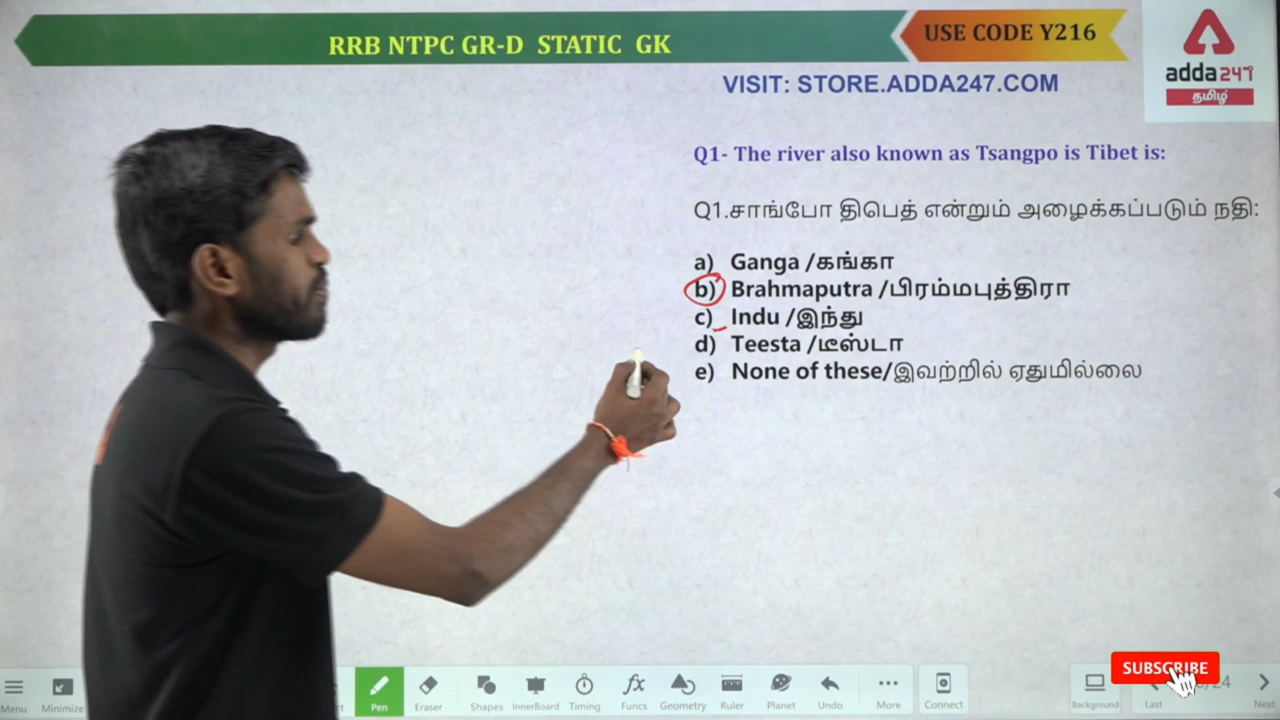 RRB NTPC GR-D STATIC GK
USE CODE Y216
adda247
தமிழ்
VISIT: STORE.ADDA247.COM
Q1- The river also known as Tsangpo is Tibet is:
Q1.சாங்போ திபெத் என்றும் அழைக்கப்படும் நதி:
a) Ganga /கங்கா
b) Brahmaputra /பிரம்மபுத்திரா
c) Indu /இந்து
d) Teesta /டீஸ்டா
e) None of these/இவற்றில் ஏதுமில்லை
SUBSCRIBE
Menu
Minimize
Pen
Eraser
Shapes
InnerBoard
Timing
fx
Funcs
Geometry
Ruler
Planet
Undo
More
Connect
Background
Last
/24
Next